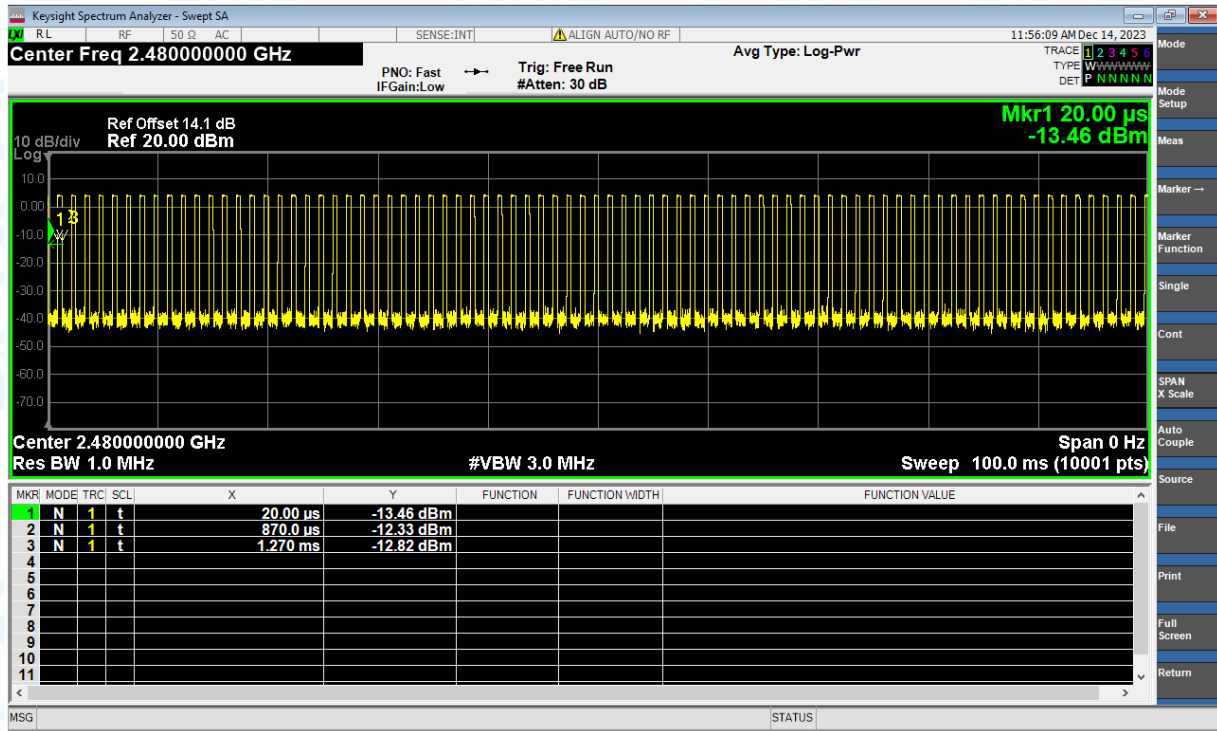 Keysight Spectrum Analyzer - Swept SA
LXI RL RF 50 Ω AC SENSE:INT ALIGN AUTO/NO RF 11:56:09 AM Dec 14, 2023
Center Freq 2.480000000 GHz
PNO: Fast
IFGain:Low
Trig: Free Run
#Atten: 30 dB
Avg Type: Log-Pwr
TRACE 1 2 3 4 5 6
TYPE WWWWWW
DET P N N N N N
Ref Offset 14.1 dB
10 dB/div Ref 20.00 dBm
Log
Mkr1 20.00 µs
-13.46 dBm
10.0
0.00
-10.0
-20.0
-30.0
-40.0
-50.0
-60.0
-70.0
1 3
Center 2.480000000 GHz Span 0 Hz
Res BW 1.0 MHz #VBW 3.0 MHz Sweep 100.0 ms (10001 pts)
MKR MODE TRC SCL X Y FUNCTION FUNCTION WIDTH FUNCTION VALUE
1 N 1 t 20.00 µs -13.46 dBm
2 N 1 t 870.0 µs -12.33 dBm
3 N 1 t 1.270 ms -12.82 dBm
4
5
6
7
8
9
10
11
MSG STATUS
Mode
Mode
Setup
Meas
Marker →
Marker
Function
Single
Cont
SPAN
X Scale
Auto
Couple
Source
File
Print
Full
Screen
Return